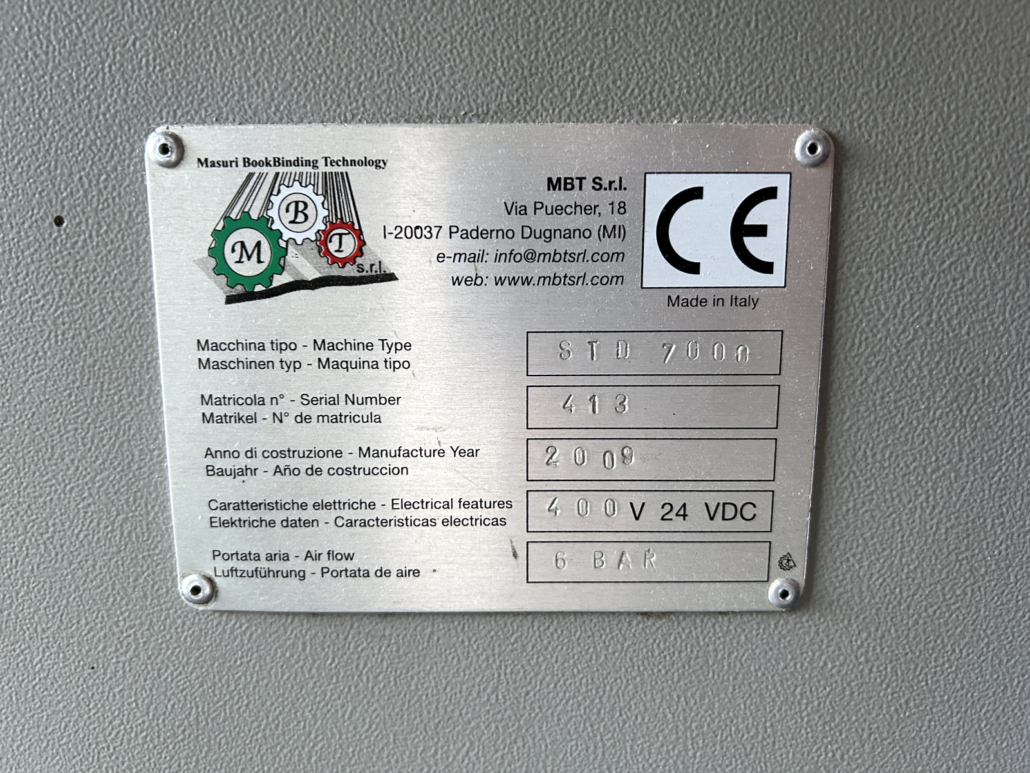 Masuri BookBinding Technology
M B T
s.r.l.
MBT S.r.l.
Via Puecher, 18
I-20037 Paderno Dugnano (MI)
e-mail: info@mbtsrl.com
web: www.mbtsrl.com
CE
Made in Italy
Macchina tipo - Machine Type
Maschinen typ - Maquina tipo
STD 7000
Matricola n° - Serial Number
Matrikel - N° de matricula
413
Anno di costruzione - Manufacture Year
Baujahr - Año de costruccion
2009
Caratteristiche elettriche - Electrical features
Elektriche daten - Caracteristicas electricas
400 V 24 VDC
Portata aria - Air flow
Luftzuführung - Portata de aire
6 BAR